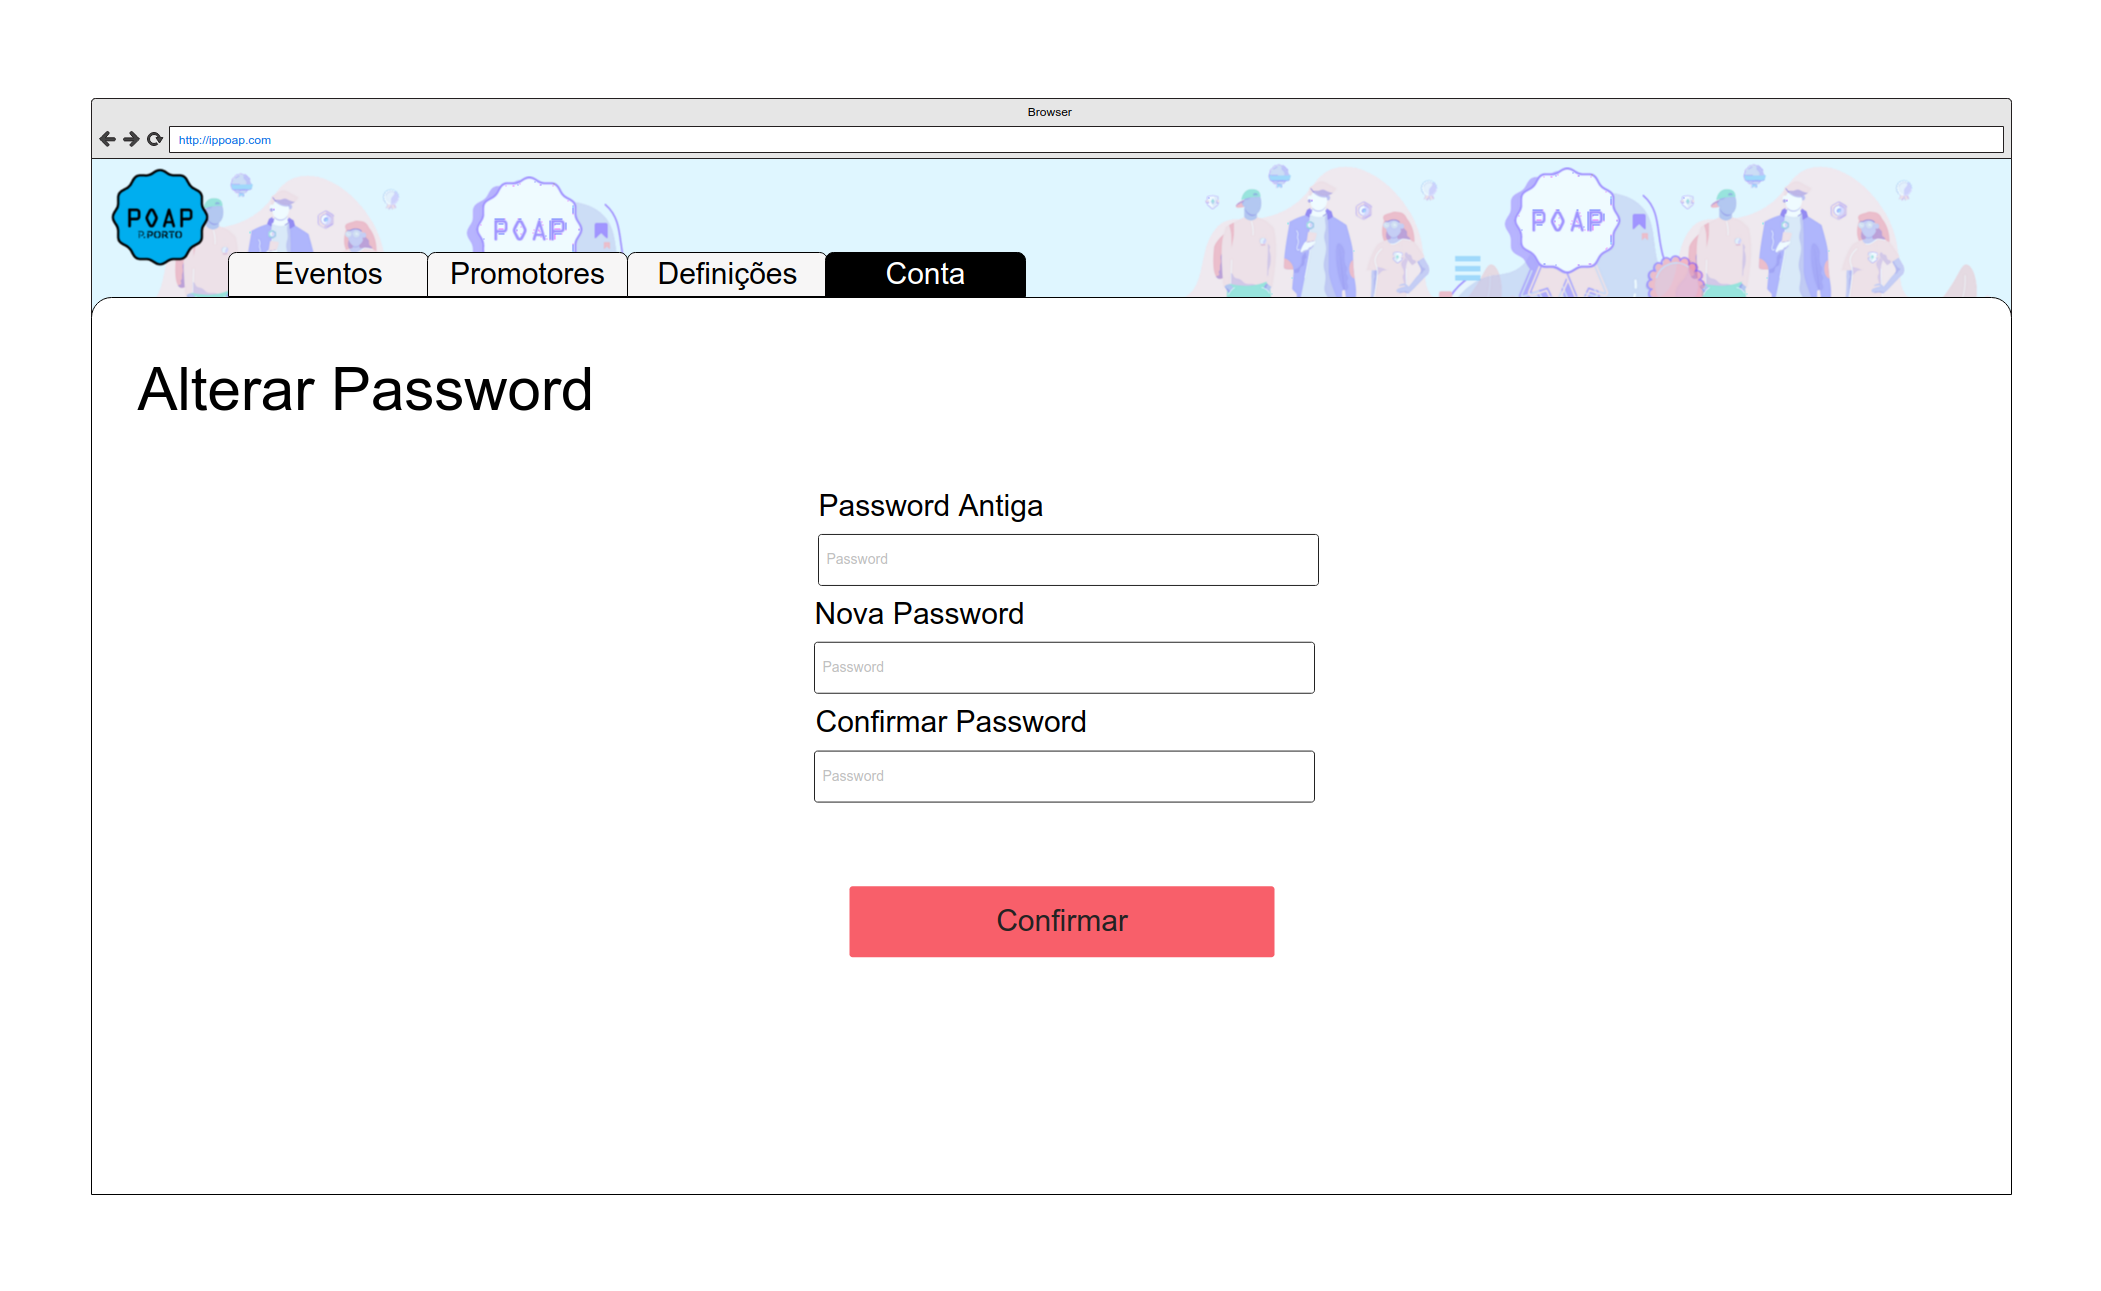 Browser
http://ippoap.com
POAP
P.PORTO
POAP
POAP
Eventos
Promotores
Definições
Conta
Alterar Password
Password Antiga
Password
Nova Password
Password
Confirmar Password
Password
Confirmar